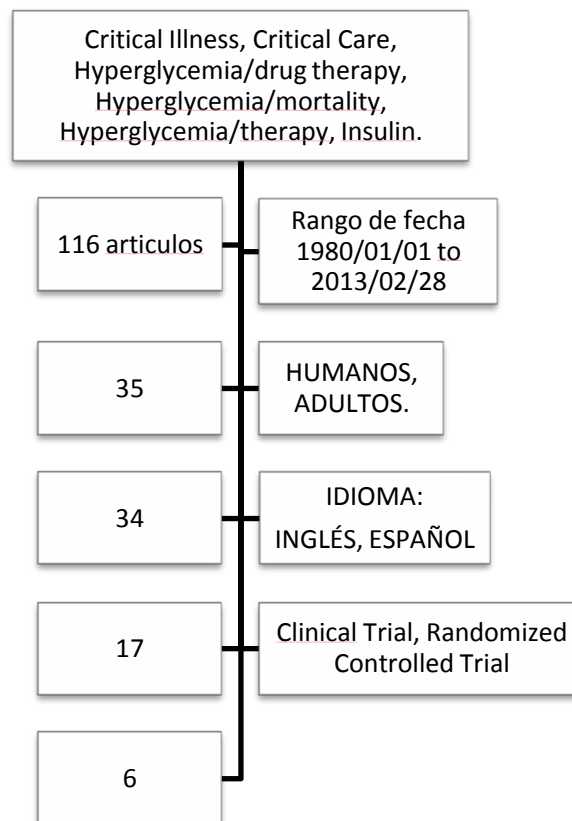 Critical Illness, Critical Care,
Hyperglycemia/drug therapy,
Hyperglycemia/mortality,
Hyperglycemia/therapy, Insulin.
116 articulos
Rango de fecha
1980/01/01 to
2013/02/28
35
HUMANOS,
ADULTOS.
34
IDIOMA:
INGLÉS, ESPAÑOL
17
Clinical Trial, Randomized
Controlled Trial
6